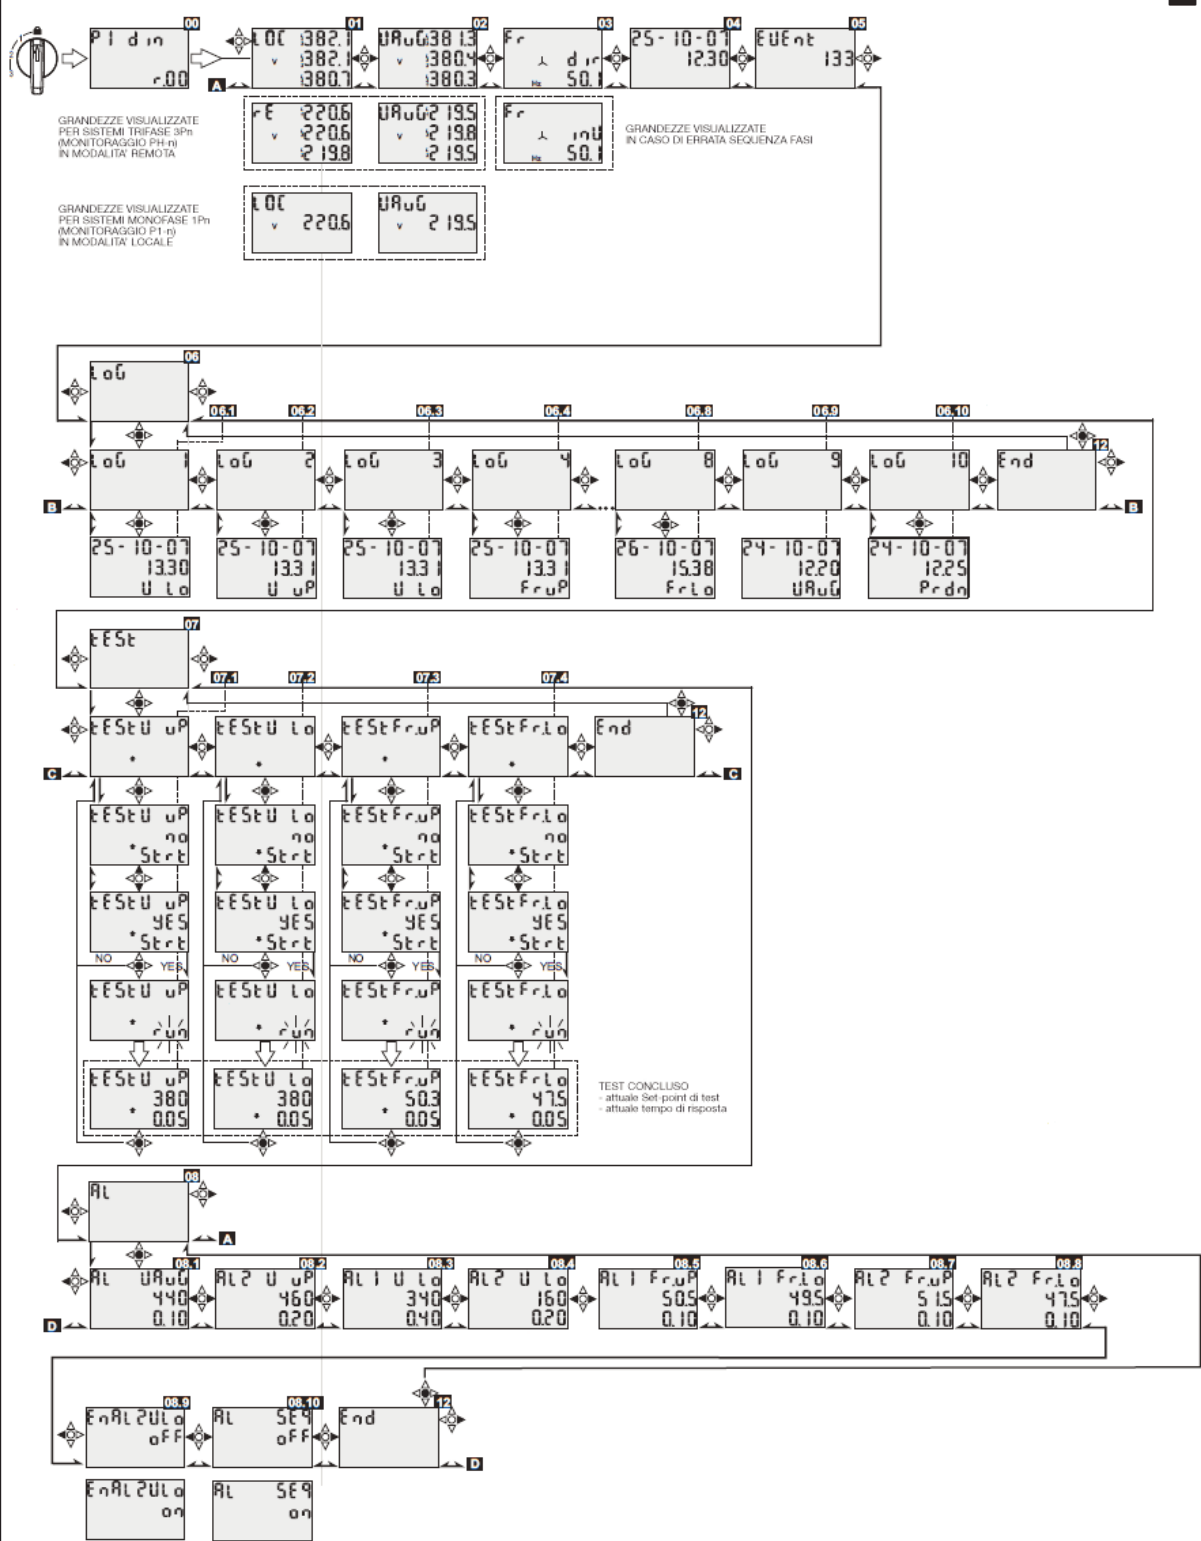 00 01 02 03 04 05
P1 din
r.00
LOC 382.1
V 382.1
380.7
UAuG 381.3
V 380.4
380.3
Fr
dir
Hz 50.1
25-10-07
12.30
EUEnt
133
A
GRANDEZZE VISUALIZZATE
PER SISTEMI TRIFASE 3Pn
(MONITORAGGIO PH-n)
IN MODALITA' REMOTA
rE 220.6
V 220.6
219.8
UAuG 219.5
V 219.8
219.5
Fr
inU
Hz 50.1
GRANDEZZE VISUALIZZATE
IN CASO DI ERRATA SEQUENZA FASI
GRANDEZZE VISUALIZZATE
PER SISTEMI MONOFASE 1Pn
(MONITORAGGIO P1-n)
IN MODALITA' LOCALE
LOC
V 220.6
UAuG
V 219.5
06
LoG
06.1 06.2 06.3 06.4 06.8 06.9 06.10
12
LoG 1
LoG 2
LoG 3
LoG 4
...
LoG 8
LoG 9
LoG 10
End
B B
25-10-07
13.30
U Lo
25-10-07
13.31
U uP
25-10-07
13.31
U Lo
25-10-07
13.31
FruP
26-10-07
15.38
FrLo
24-10-07
12.20
UAuG
24-10-07
12.25
Prdn
07
tESt
07.1 07.2 07.3 07.4
12
tEStU uP
*
tEStU Lo
*
tEStFr.uP
*
tEStFr.Lo
*
End
C C
tEStU uP
no
*Strt
tEStU Lo
no
*Strt
tEStFr.uP
no
*Strt
tEStFr.Lo
no
*Strt
tEStU uP
YES
*Strt
tEStU Lo
YES
*Strt
tEStFr.uP
YES
*Strt
tEStFr.Lo
YES
*Strt
NO YES NO YES NO YES NO YES
tEStU uP
* run
tEStU Lo
* run
tEStFr.uP
* run
tEStFr.Lo
* run
tEStU uP
380
* 0.05
tEStU Lo
380
* 0.05
tEStFr.uP
50.3
* 0.05
tEStFrLo
47.5
* 0.05
TEST CONCLUSO
- attuale Set-point di test
- attuale tempo di risposta
08
AL
A
08.1 08.2 08.3 08.4 08.5 08.6 08.7 08.8
AL UAuG
440
0.10
AL2 U uP
460
0.20
AL1 U Lo
340
0.40
AL2 U Lo
160
0.20
AL1 Fr.uP
50.5
0.10
AL1 Fr.Lo
49.5
0.10
AL2 Fr.uP
51.5
0.10
AL2 Fr.Lo
47.5
0.10
D
08.9 08.10 12
EnAL2ULo
oFF
AL SEq
oFF
End
D
EnAL2ULo
on
AL SEq
on